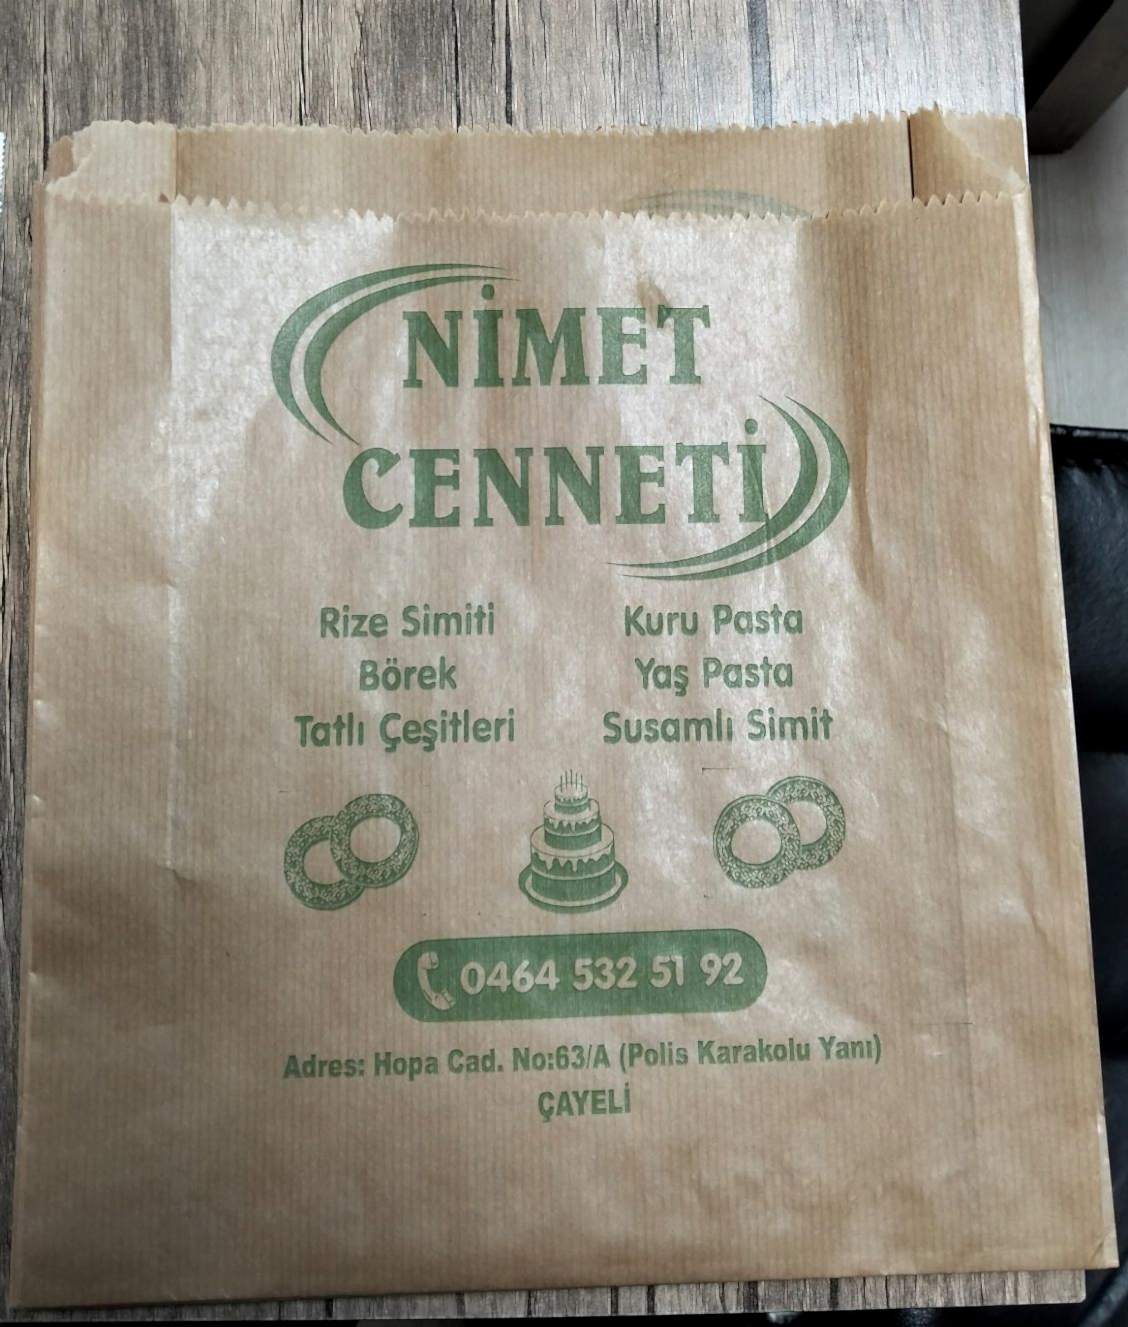 NİMET
CENNETİ
Rize Simiti
Kuru Pasta
Börek
Yaş Pasta
Tatlı Çeşitleri
Susamlı Simit
0464 532 51 92
Adres: Hopa Cad. No:63/A (Polis Karakolu Yanı)
ÇAYELİ